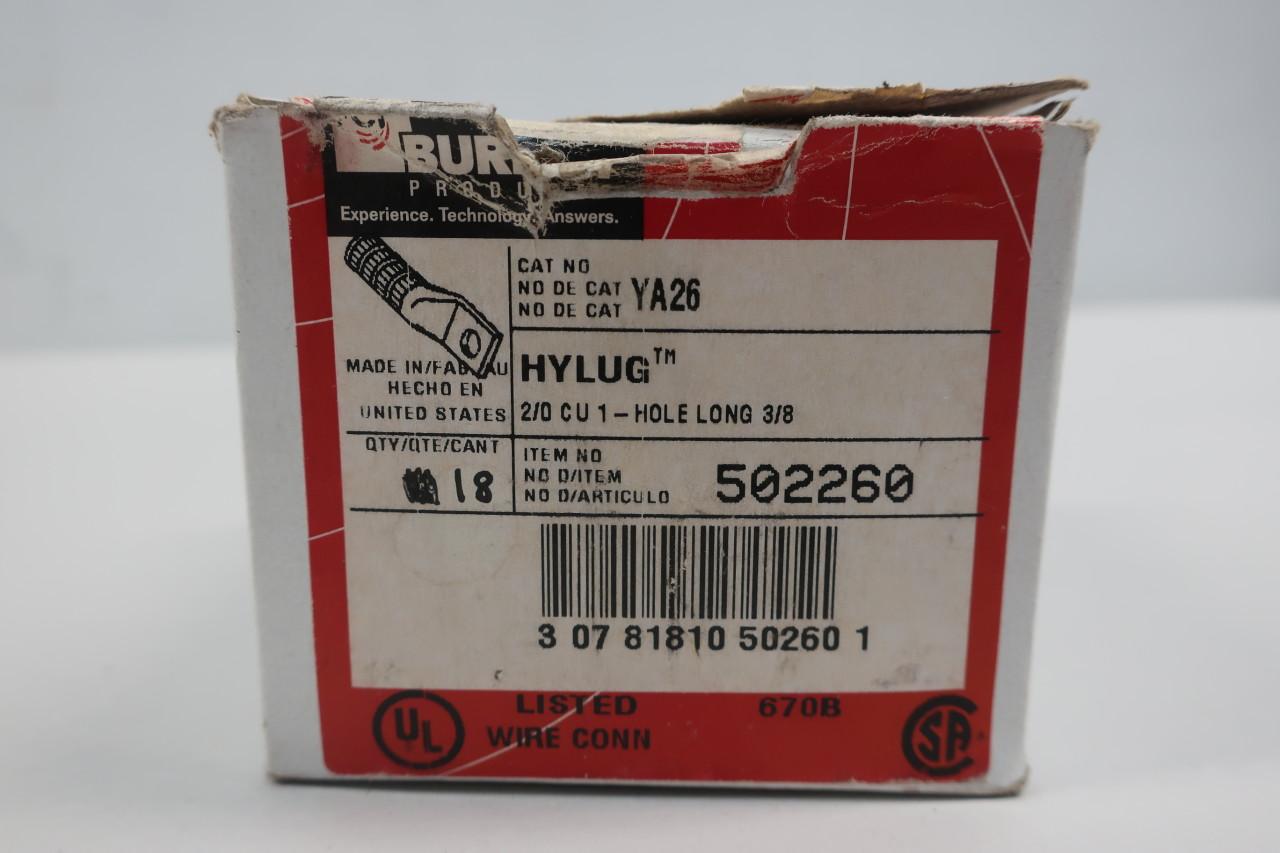 Experience. Technology. Answers.
CAT NO
NO DE CAT YA26
NO DE CAT
MADE IN/FAB AU
HECHO EN
UNITED STATES
HYLUG™
2/0 CU 1-HOLE LONG 3/8
QTY/QTE/CANT
18
ITEM NO
NO D/ITEM
NO D/ARTICULO
502260
3 07 81810 50260 1
UL
LISTED
WIRE CONN
670B
SA